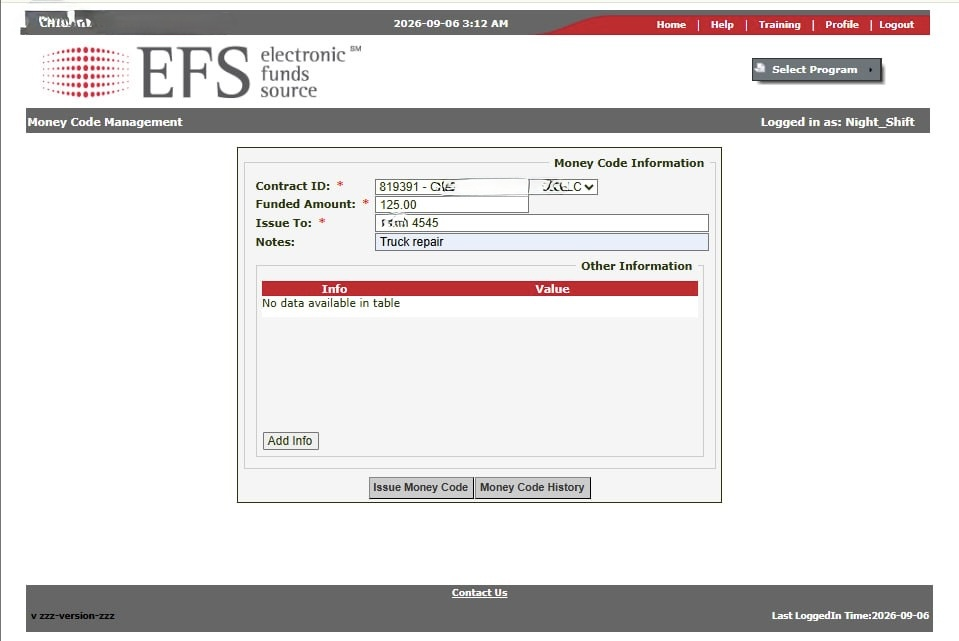 2026-09-06 3:12 AM
Home | Help | Training | Profile | Logout
EFS electronic funds source SM
Select Program
Money Code Management
Logged in as: Night_Shift
Money Code Information
Contract ID: * 819391 - LC
Funded Amount: * 125.00
Issue To: * 4545
Notes: Truck repair
Other Information
Info Value
No data available in table
Add Info
Issue Money Code Money Code History
Contact Us
v zzz-version-zzz
Last LoggedIn Time:2026-09-06